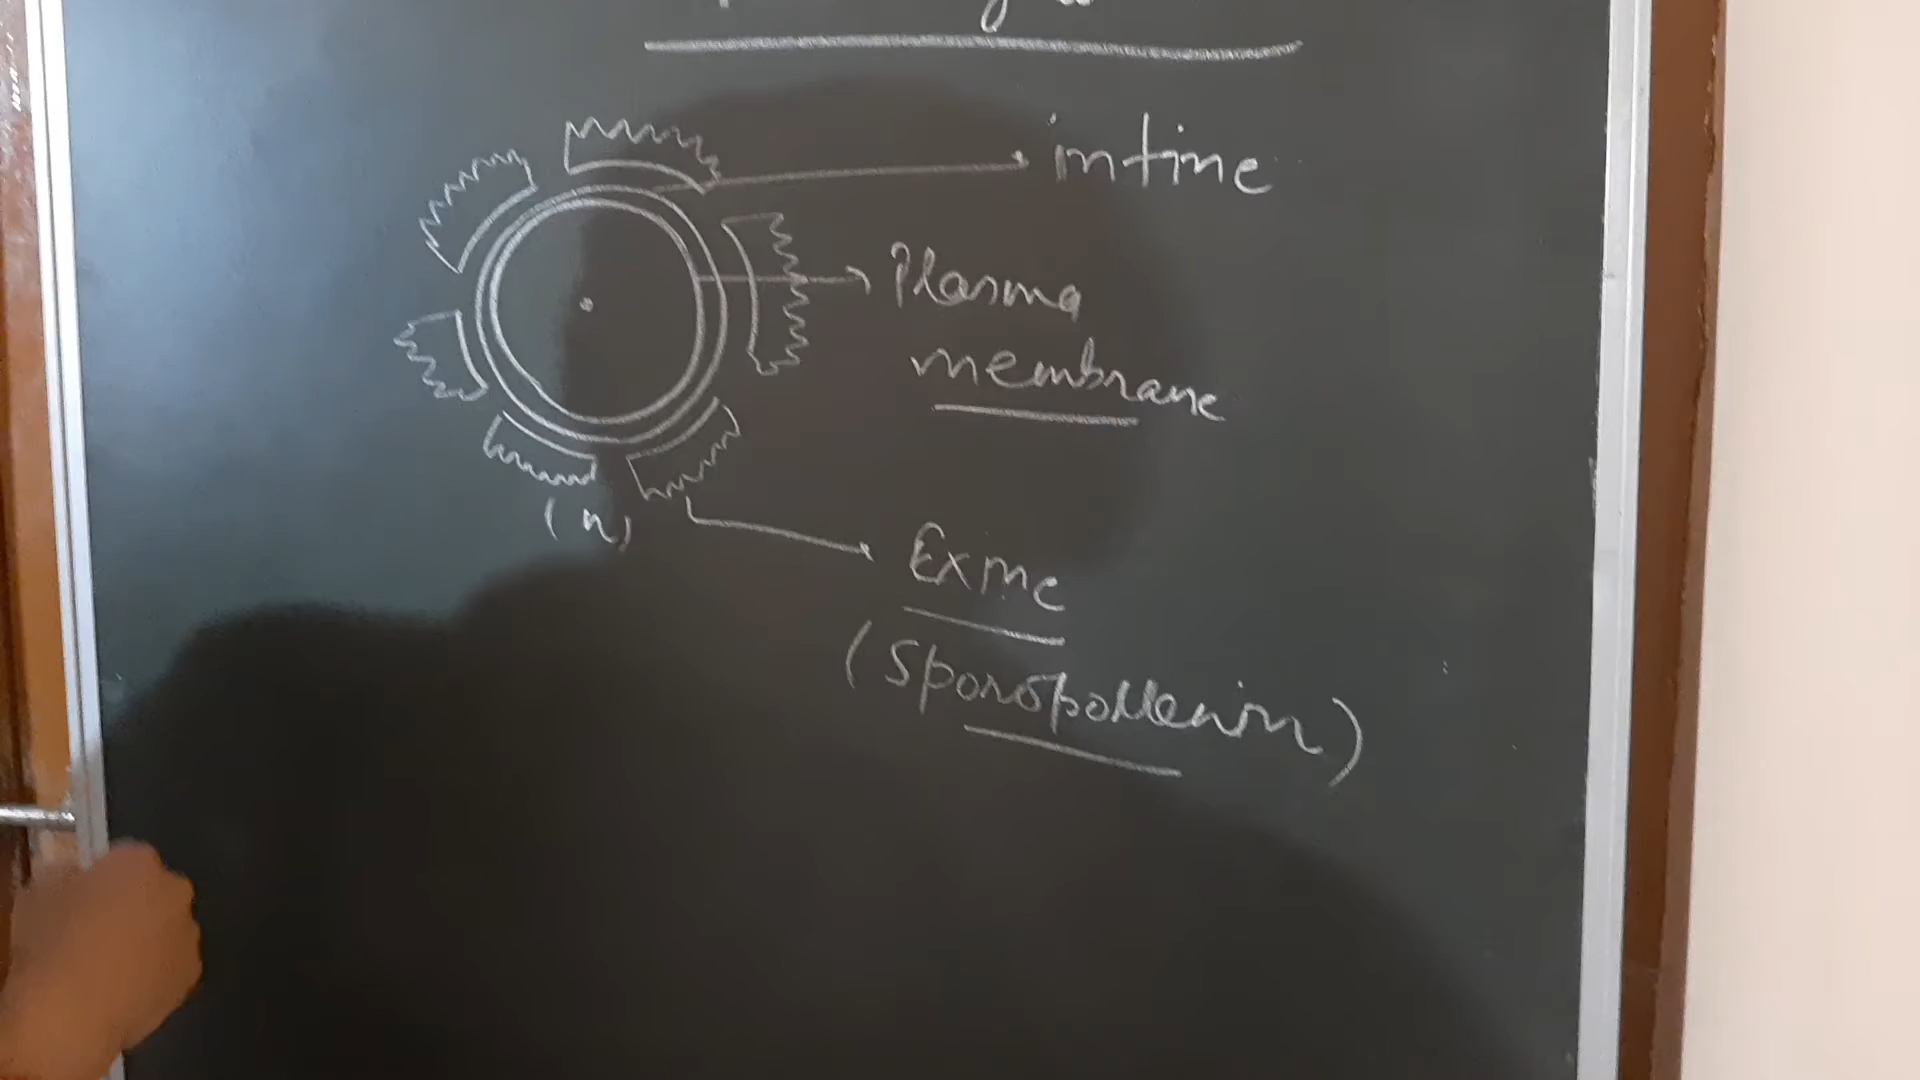 intine
Plasma
membrane
(n)
Exine
(Sporopollenin)